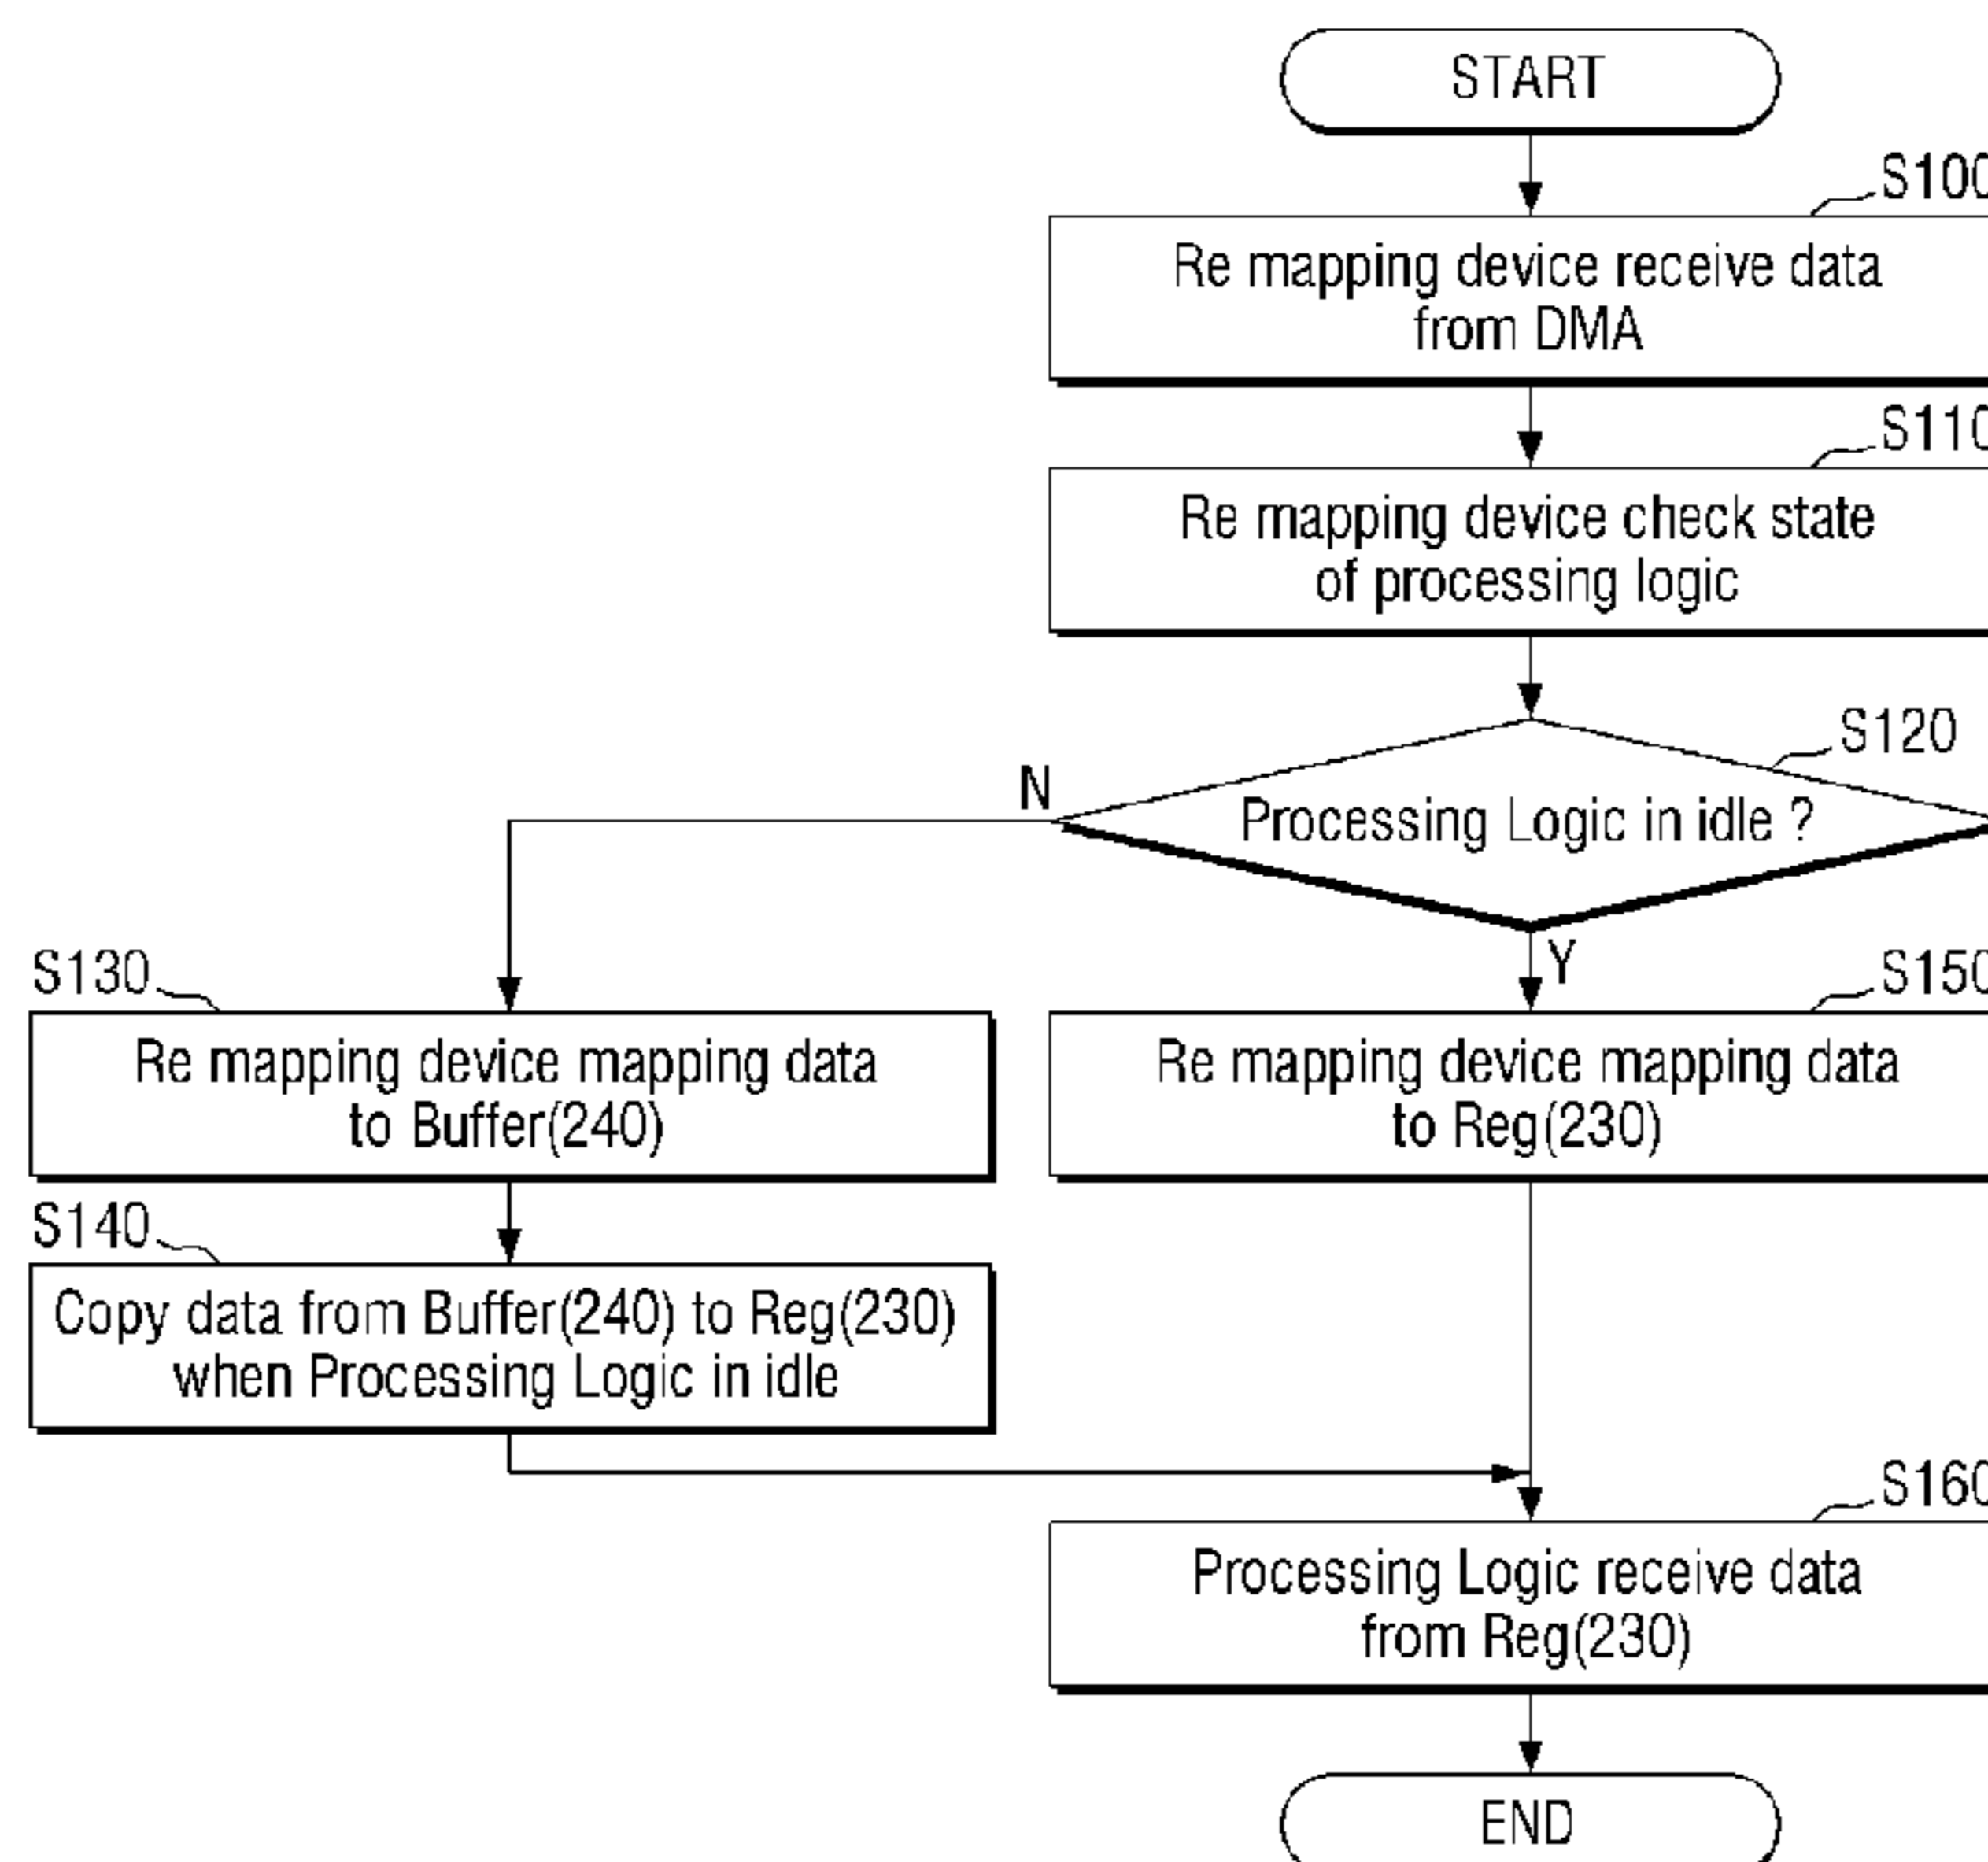 START
S100
Re mapping device receive data
from DMA
S110
Re mapping device check state
of processing logic
S120
Processing Logic in idle ?
N
Y
S130
Re mapping device mapping data
to Buffer(240)
S150
Re mapping device mapping data
to Reg(230)
S140
Copy data from Buffer(240) to Reg(230)
when Processing Logic in idle
S160
Processing Logic receive data
from Reg(230)
END